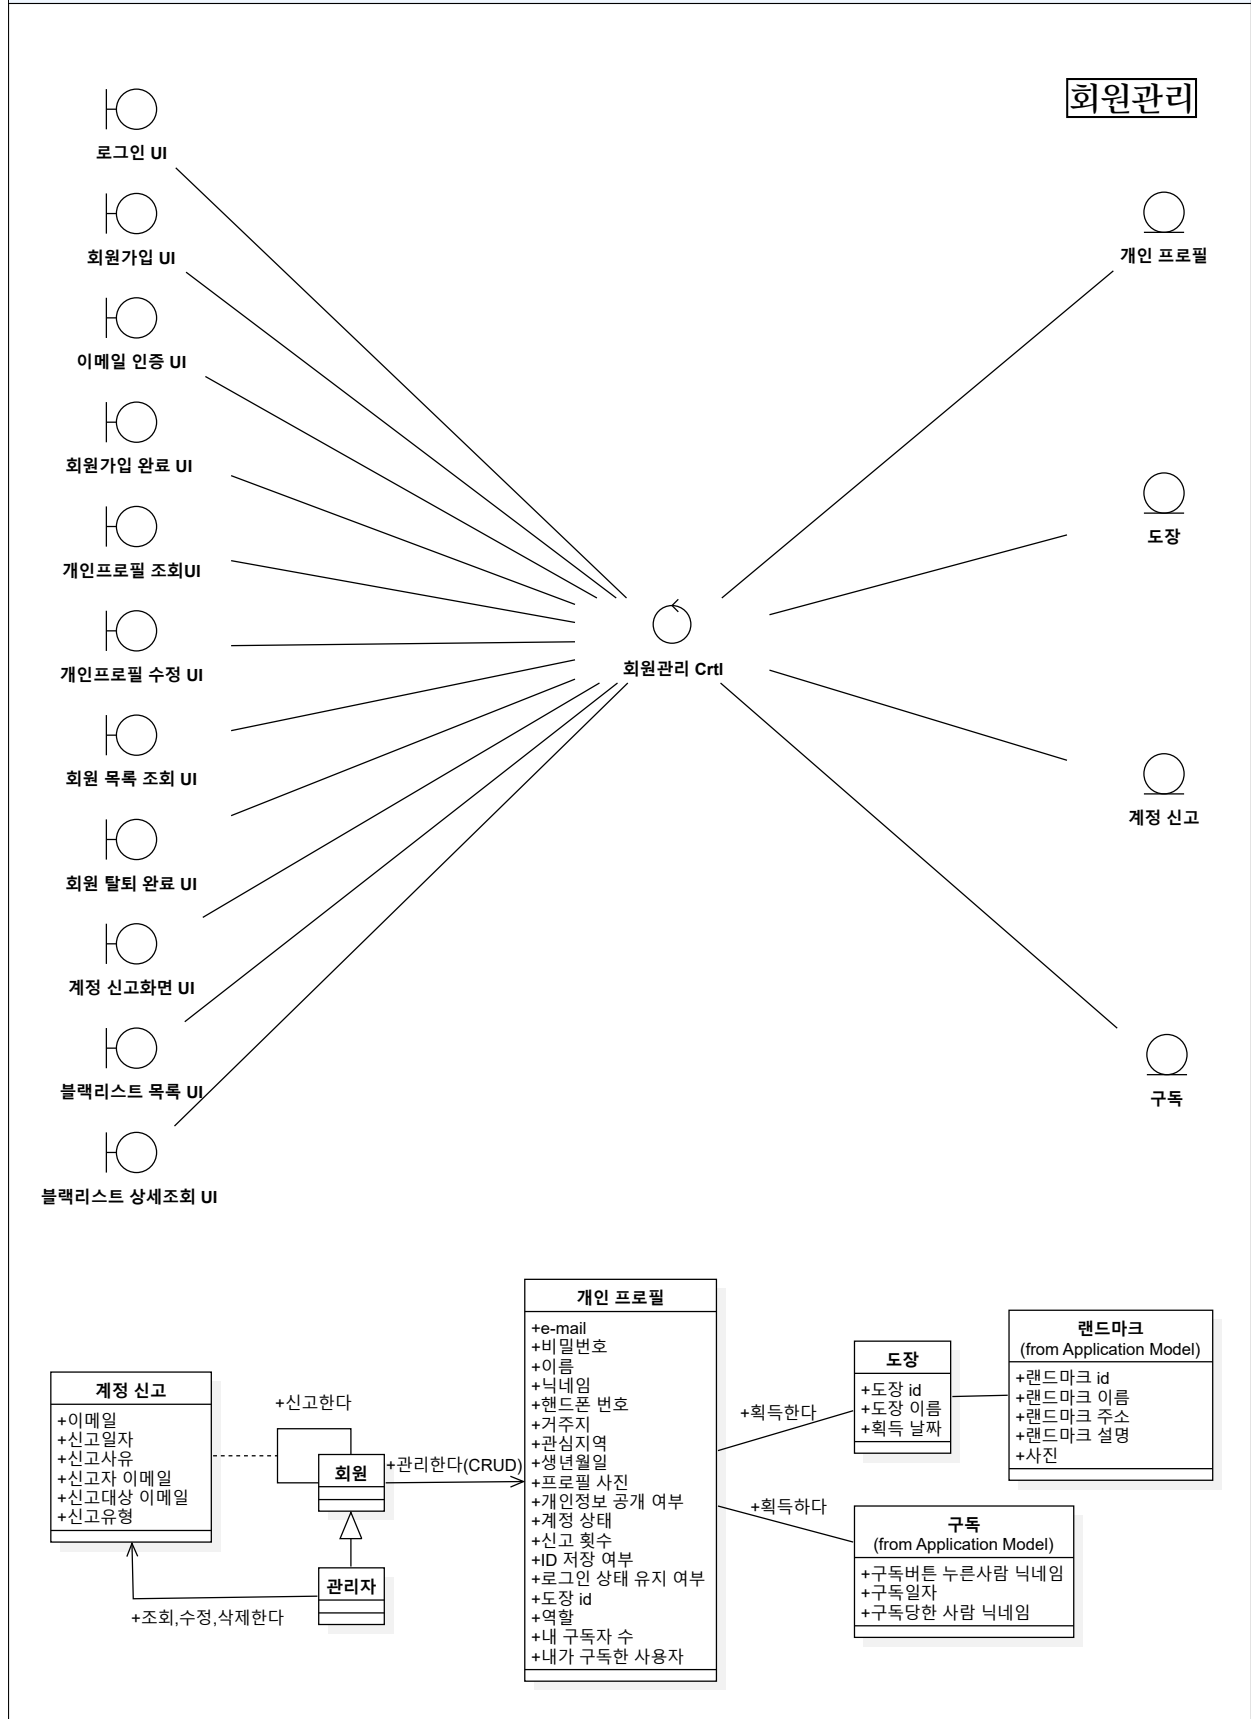 회원관리
로그인 UI
회원가입 UI
이메일 인증 UI
회원가입 완료 UI
개인프로필 조회UI
개인프로필 수정 UI
회원 목록 조회 UI
회원 탈퇴 완료 UI
계정 신고화면 UI
블랙리스트 목록 UI
블랙리스트 상세조회 UI
회원관리 Crtl
개인 프로필
도장
계정 신고
구독
계정 신고
+이메일
+신고일자
+신고사유
+신고자 이메일
+신고대상 이메일
+신고유형
+신고한다
회원
+관리한다(CRUD)
관리자
+조회,수정,삭제한다
개인 프로필
+e-mail
+비밀번호
+이름
+닉네임
+핸드폰 번호
+거주지
+관심지역
+생년월일
+프로필 사진
+개인정보 공개 여부
+계정 상태
+신고 횟수
+ID 저장 여부
+로그인 상태 유지 여부
+도장 id
+역할
+내 구독자 수
+내가 구독한 사용자
+획득한다
+획득하다
도장
+도장 id
+도장 이름
+획득 날짜
랜드마크
(from Application Model)
+랜드마크 id
+랜드마크 이름
+랜드마크 주소
+랜드마크 설명
+사진
구독
(from Application Model)
+구독버튼 누른사람 닉네임
+구독일자
+구독당한 사람 닉네임